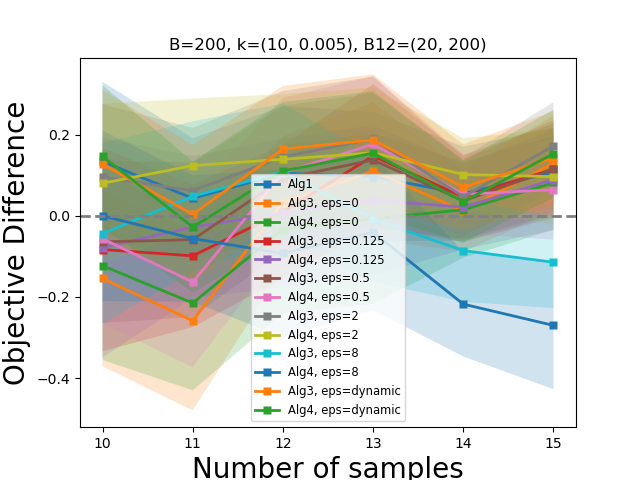 B=200, k=(10, 0.005), B12=(20, 200)
Objective Difference
0.2
0.0
−0.2
−0.4
Alg1
Alg3, eps=0
Alg4, eps=0
Alg3, eps=0.125
Alg4, eps=0.125
Alg3, eps=0.5
Alg4, eps=0.5
Alg3, eps=2
Alg4, eps=2
Alg3, eps=8
Alg4, eps=8
Alg3, eps=dynamic
Alg4, eps=dynamic
10 11 12 13 14 15
Number of samples